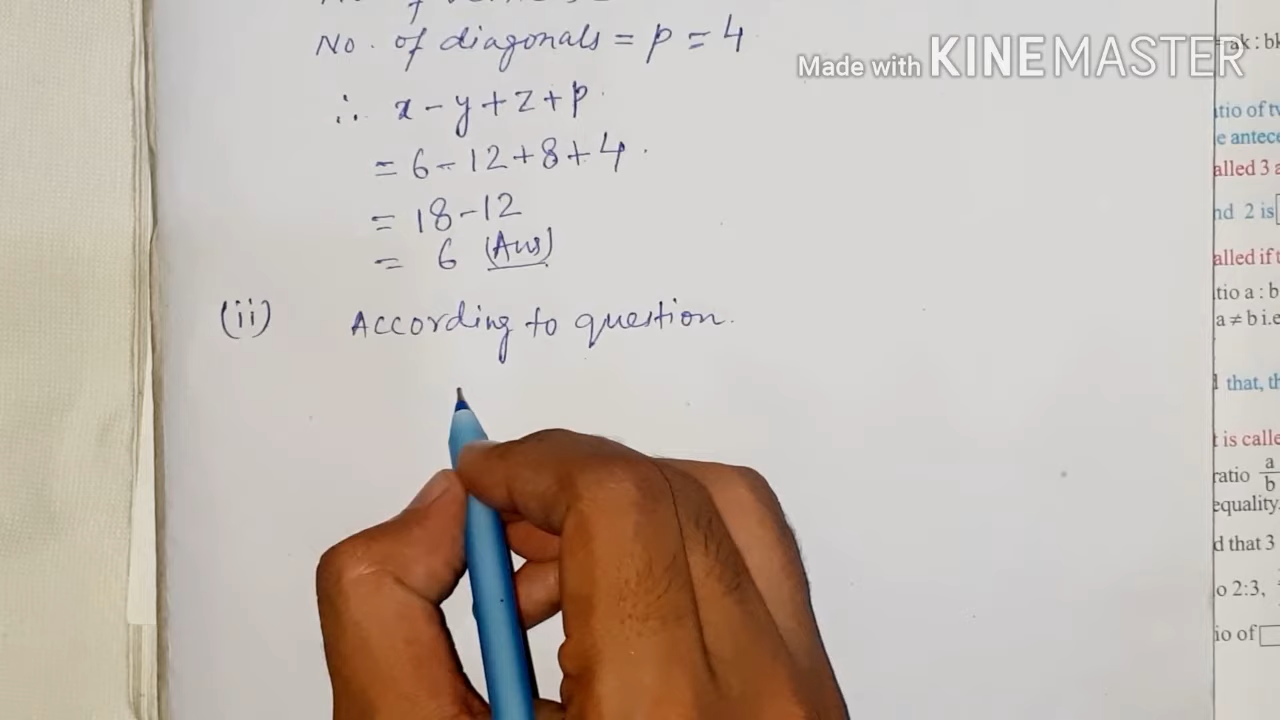 No. of diagonals = p = 4
Made with KINEMASTER
∴ x - y + z + p.
= 6 - 12 + 8 + 4.
= 18 - 12
= 6 (Ans)
(ii) According to question.
= ak : bk
tio of tw
e antece
alled 3 a
nd 2 is
alled if t
tio a : b
a ≠ b i.e
that, th
t is calle
ratio a/b
equality.
d that 3
o 2:3,
io of